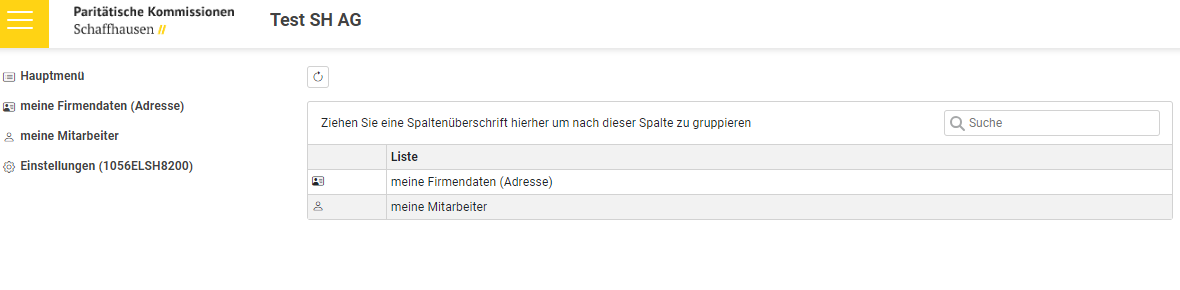 Paritätische Kommissionen
Schaffhausen //
Test SH AG
Hauptmenü
meine Firmendaten (Adresse)
meine Mitarbeiter
Einstellungen (1056ELSH8200)
Ziehen Sie eine Spaltenüberschrift hierher um nach dieser Spalte zu gruppieren
Suche
Liste
meine Firmendaten (Adresse)
meine Mitarbeiter